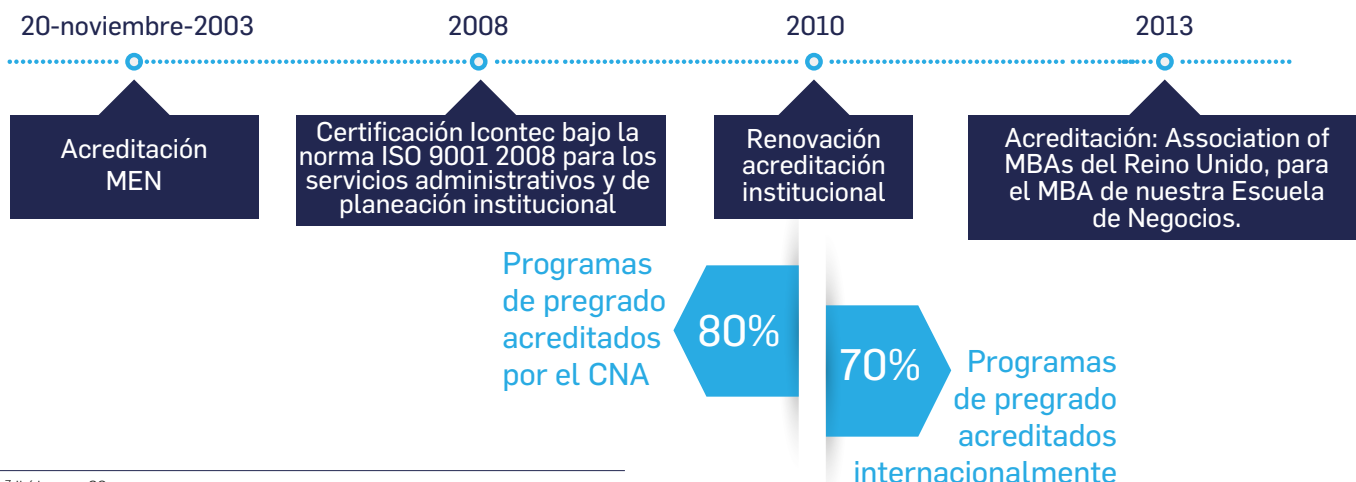 20-noviembre-2003
2008
2010
2013
Acreditación
MEN
Certificación Icontec bajo la
norma ISO 9001 2008 para los
servicios administrativos y de
planeación institucional
Renovación
acreditación
institucional
Acreditación: Association of
MBAs del Reino Unido, para
el MBA de nuestra Escuela
de Negocios.
Programas
de pregrado
acreditados
por el CNA
80%
70%
Programas
de pregrado
acreditados
internacionalmente